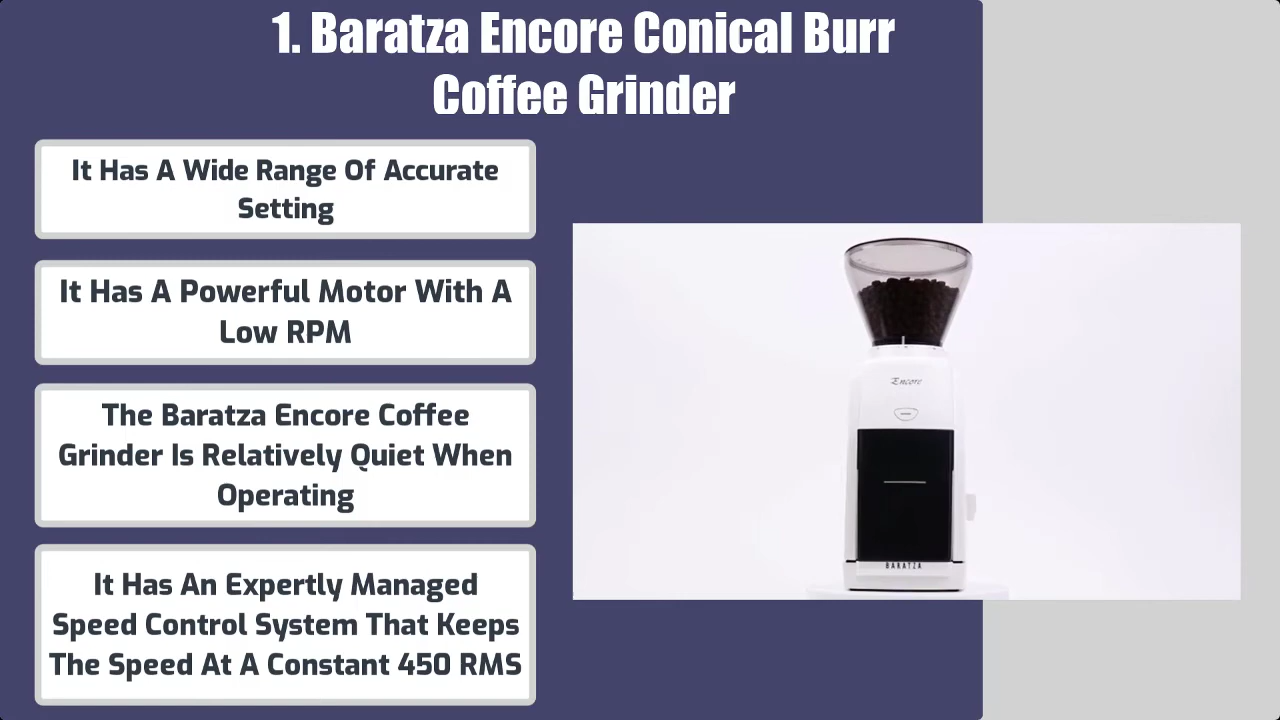 1. Baratza Encore Conical Burr
Coffee Grinder
It Has A Wide Range Of Accurate
Setting
It Has A Powerful Motor With A
Low RPM
The Baratza Encore Coffee
Grinder Is Relatively Quiet When
Operating
It Has An Expertly Managed
Speed Control System That Keeps
The Speed At A Constant 450 RMS
Encore
BARATZA